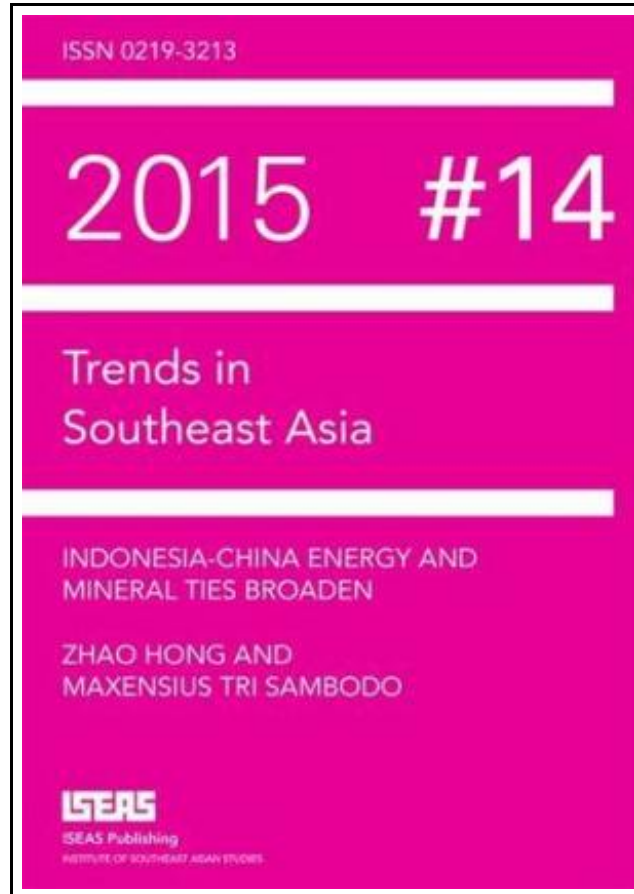 ISSN 0219-3213
2015 #14
Trends in
Southeast Asia
INDONESIA-CHINA ENERGY AND
MINERAL TIES BROADEN
ZHAO HONG AND
MAXENSIUS TRI SAMBODO
ISEAS
ISEAS Publishing
INSTITUTE OF SOUTHEAST ASIAN STUDIES